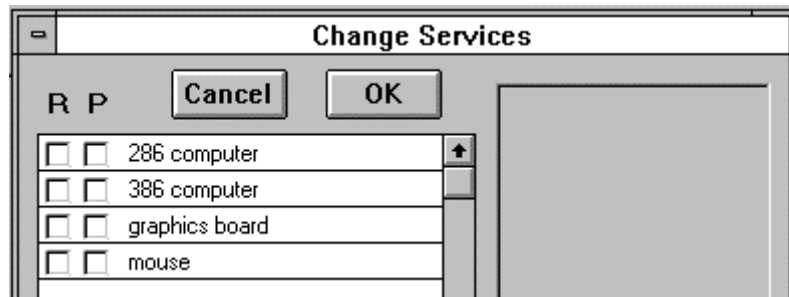 Change Services
R P Cancel OK
286 computer
386 computer
graphics board
mouse